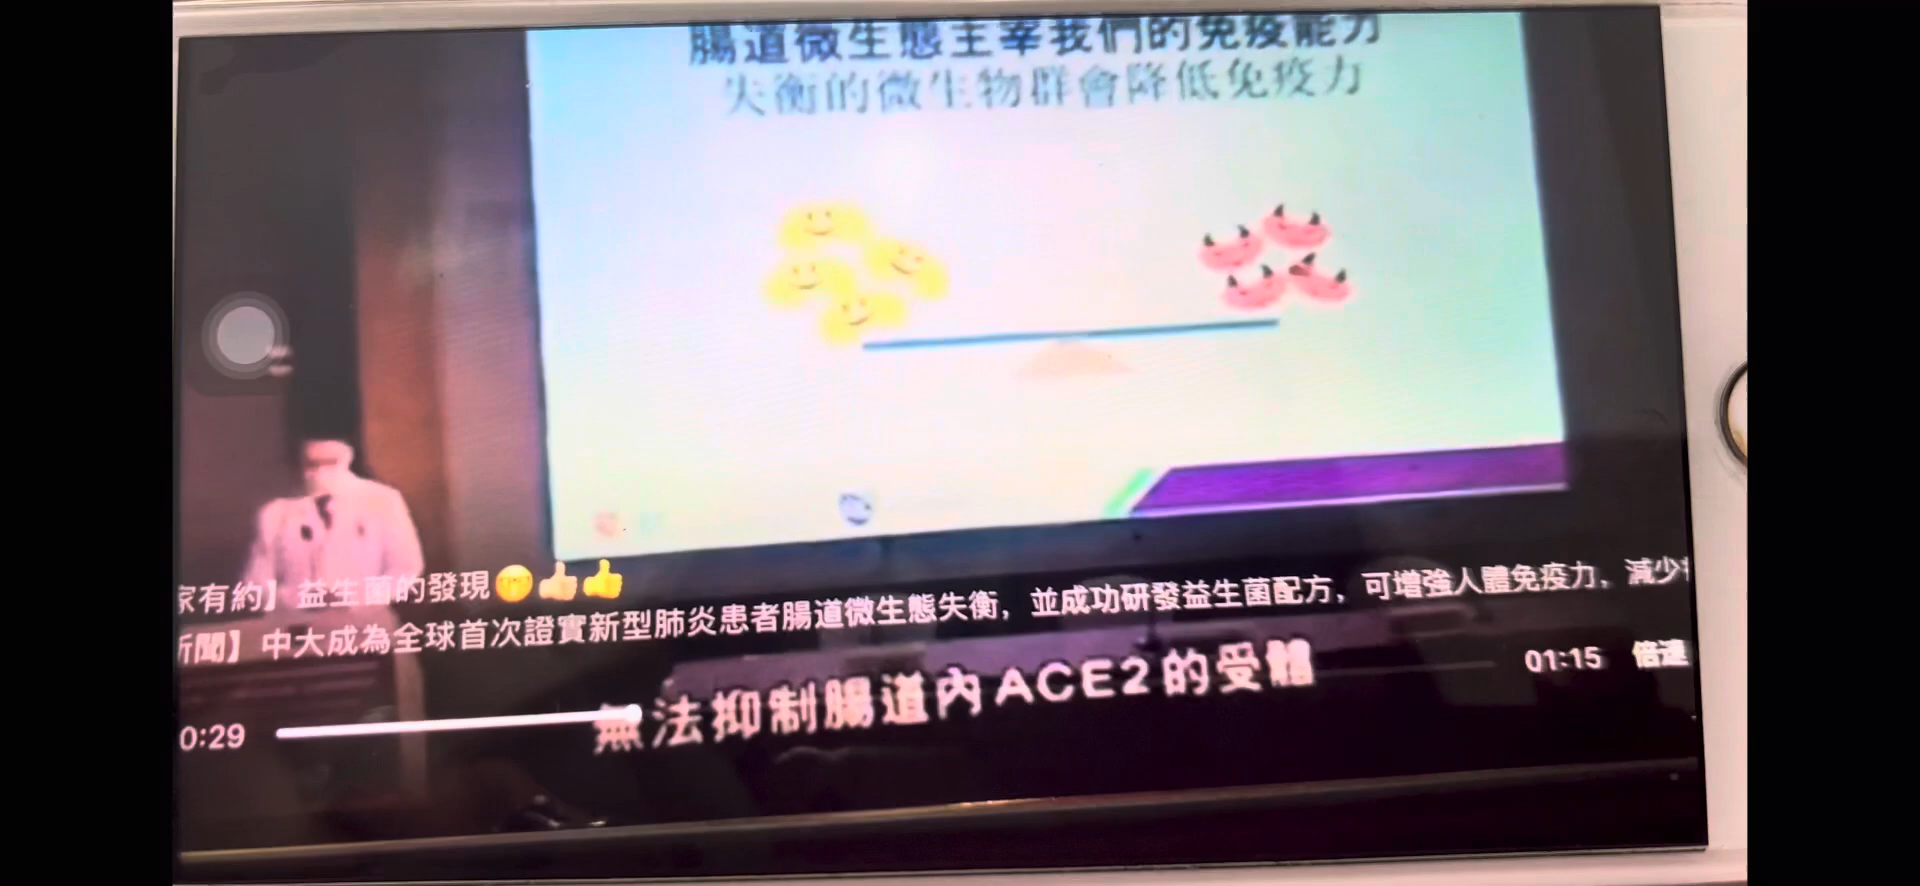 腸道微生態主宰我們的免疫能力
失衡的微生物群會降低免疫力
家有約】益生菌的發現😁👍👍
新聞】中大成為全球首次證實新型肺炎患者腸道微生態失衡，並成功研發益生菌配方，可增強人體免疫力，減少
01:15 倍速
無法抑制腸道內ACE2的受體
0:29